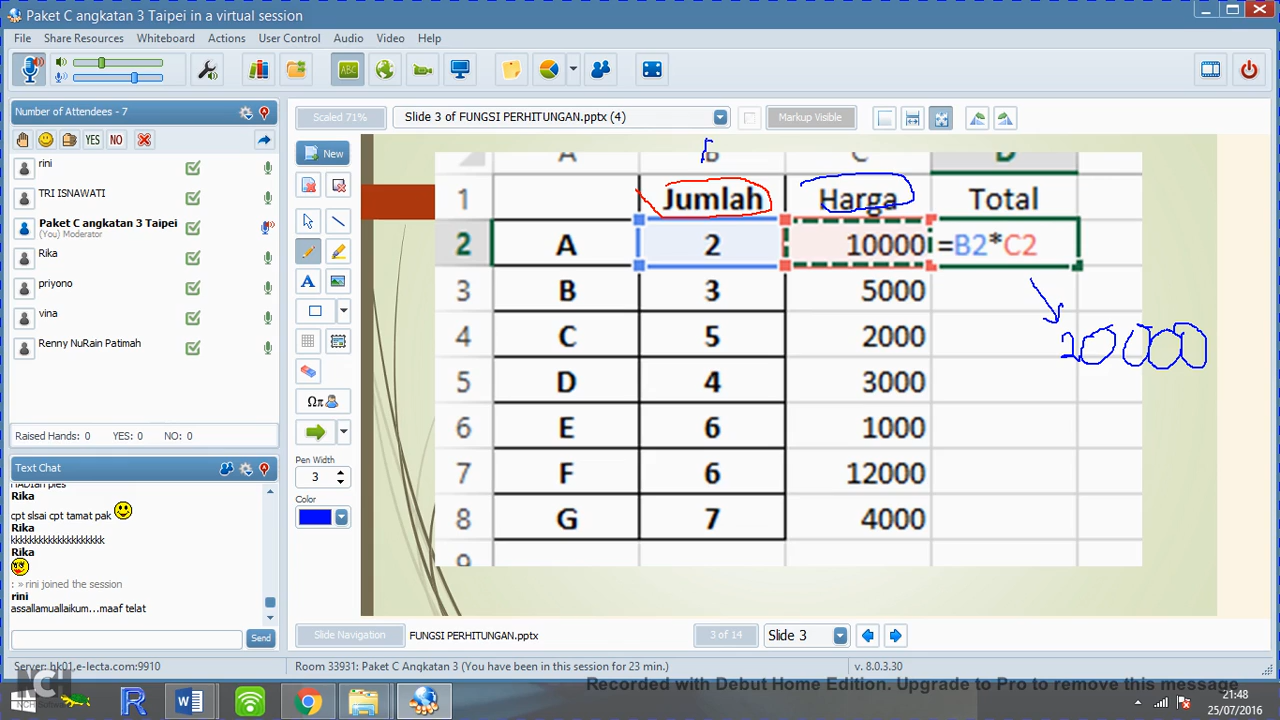 Paket C angkatan 3 Taipei in a virtual session
File Share Resources Whiteboard Actions User Control Audio Video Help
Number of Attendees - 7
YES NO
rini
TRI ISNAWATI
Paket C angkatan 3 Taipei
(You) Moderator
Rika
priyono
vina
Renny NuRain Patimah
Raised Hands: 0 YES: 0 NO: 0
Text Chat
Rika
cpt slsai cpt tamat pak
Rika
kkkkkkkkkkkkkkkkkk
Rika
: » rini joined the session
rini
assallamuallaikum...maaf telat
Send
Scaled 71%
Slide 3 of FUNGSI PERHITUNGAN.pptx (4)
Markup Visible
New
A
Ωπ
Pen Width
3
Color
A B C D
1 Jumlah Harga Total
2 A 2 10000 =B2*C2
3 B 3 5000
4 C 5 2000
5 D 4 3000
6 E 6 1000
7 F 6 12000
8 G 7 4000
9
20000
Slide Navigation FUNGSI PERHITUNGAN.pptx 3 of 14 Slide 3
Server: bk01.e-lecta.com:9910 Room 33931: Paket C Angkatan 3 (You have been in this session for 23 min.) v. 8.0.3.30
Recorded with Debut Home Edition. Upgrade to Pro to remove this message
NCH Software
21:48
25/07/2016